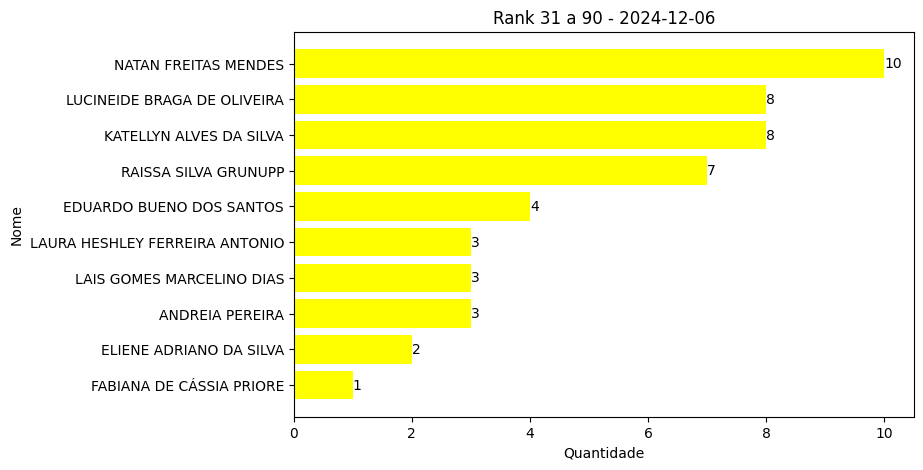 Rank 31 a 90 - 2024-12-06
NATAN FREITAS MENDES 10
LUCINEIDE BRAGA DE OLIVEIRA 8
KATELLYN ALVES DA SILVA 8
RAISSA SILVA GRUNUPP 7
EDUARDO BUENO DOS SANTOS 4
LAURA HESHLEY FERREIRA ANTONIO 3
LAIS GOMES MARCELINO DIAS 3
ANDREIA PEREIRA 3
ELIENE ADRIANO DA SILVA 2
FABIANA DE CÁSSIA PRIORE 1
Nome
0 2 4 6 8 10
Quantidade